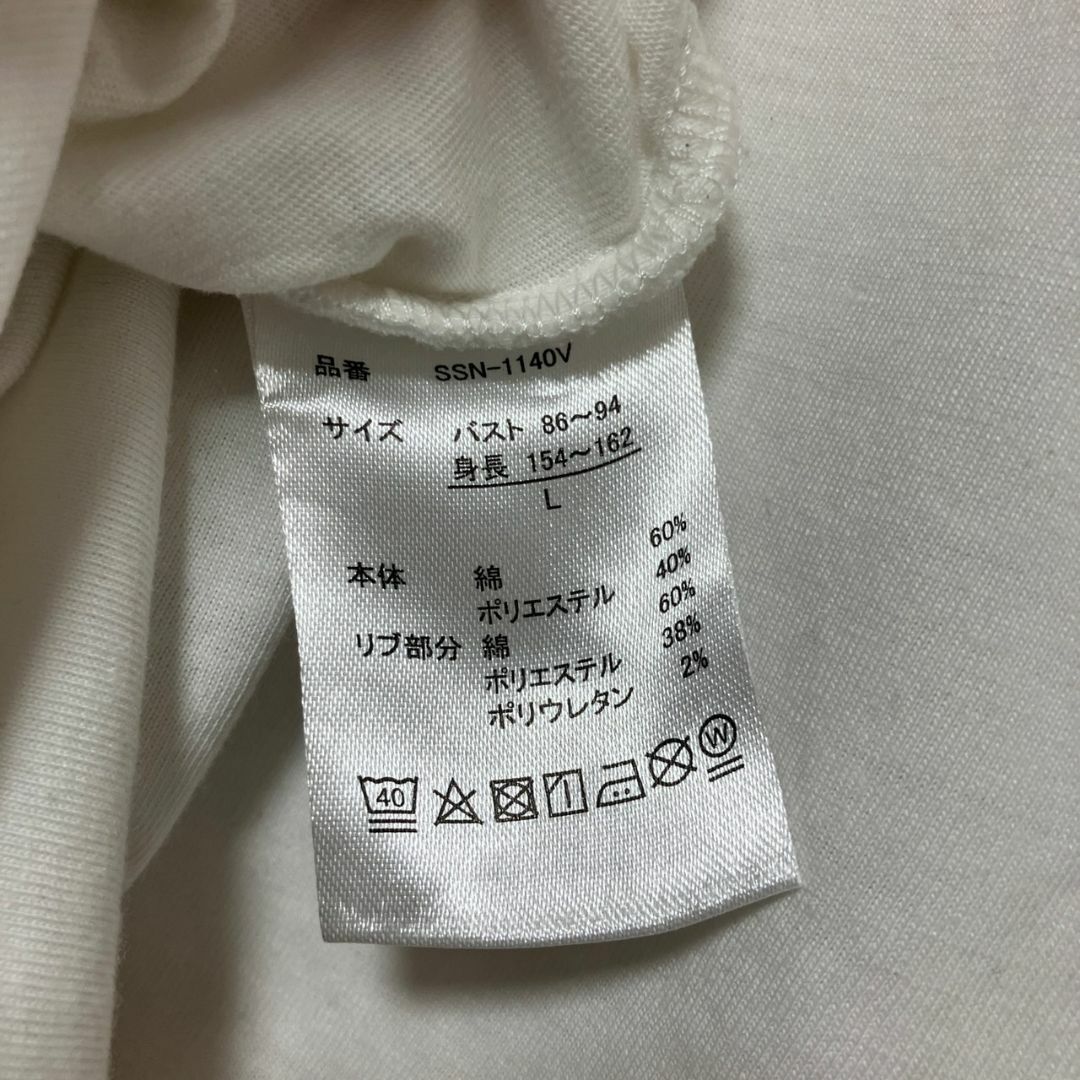 品番 SSN-1140V
サイズ バスト 86～94
身長 154～162
L
本体 綿 60%
ポリエステル 40%
リブ部分 綿 60%
ポリエステル 38%
ポリウレタン 2%
40 W